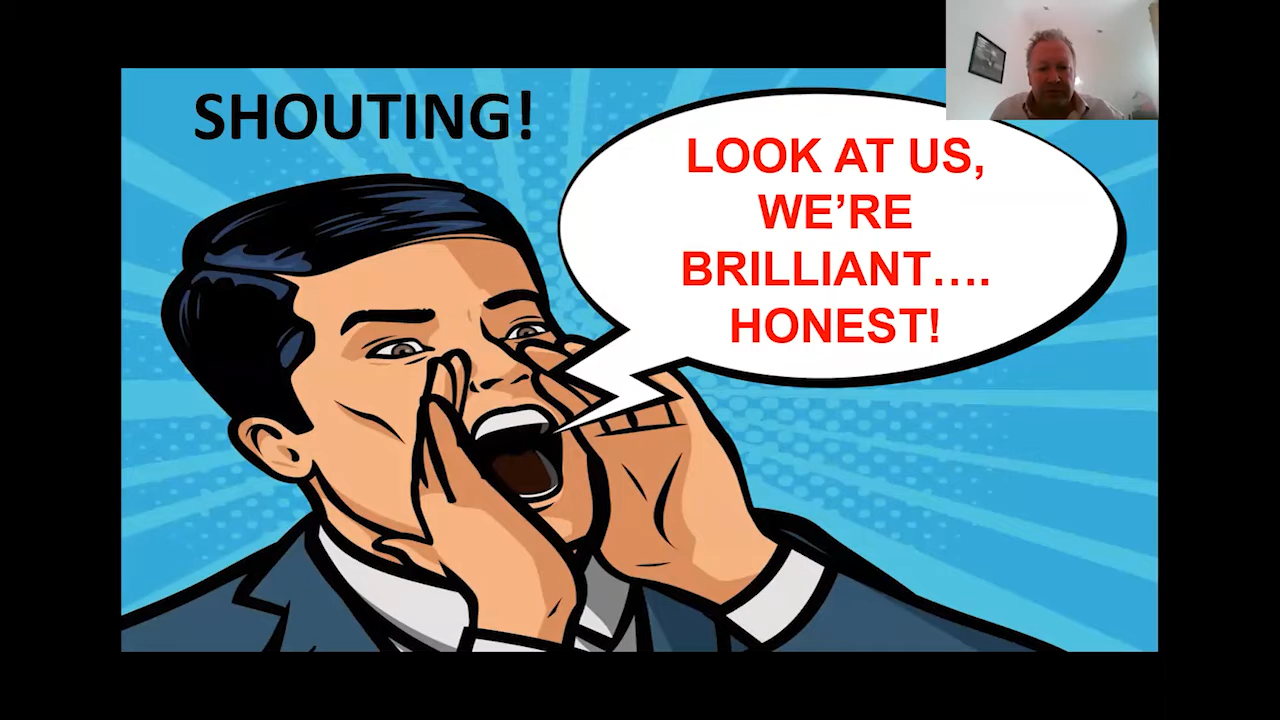 SHOUTING!
LOOK AT US,
WE’RE
BRILLIANT….
HONEST!